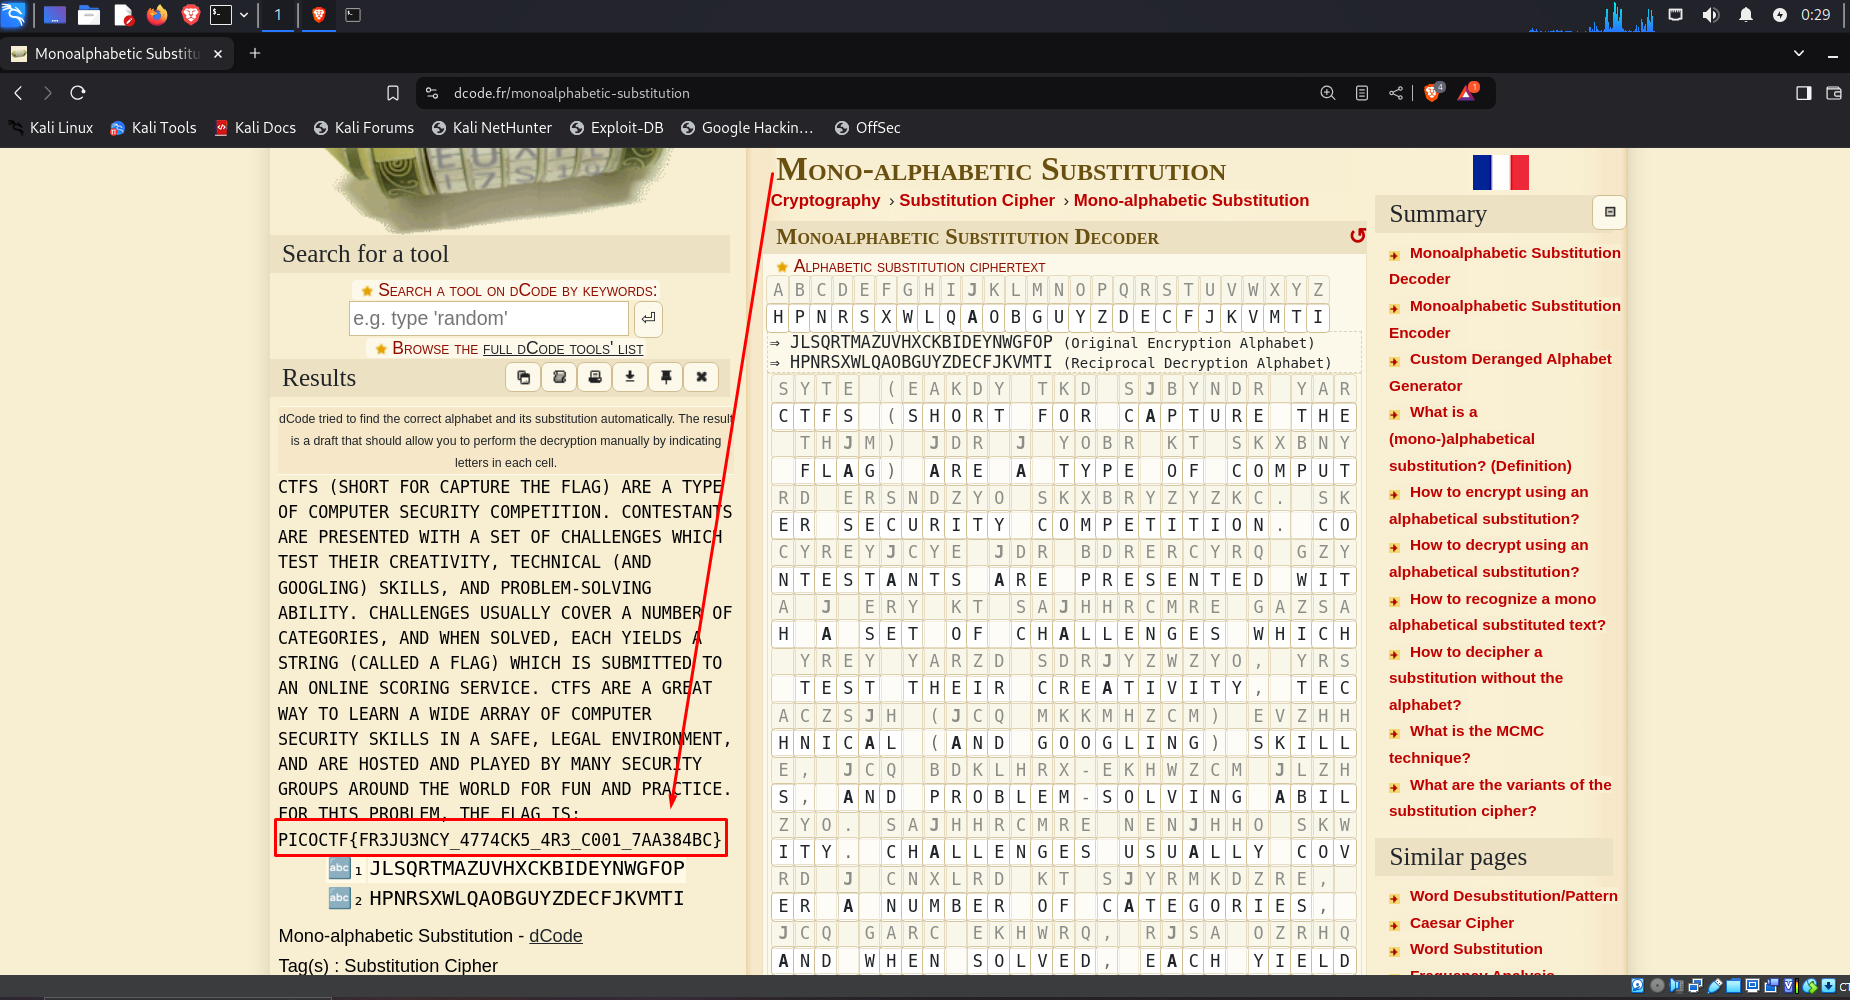 1
0:29
Monoalphabetic Substitu
dcode.fr/monoalphabetic-substitution
4
1
Kali Linux Kali Tools Kali Docs Kali Forums Kali NetHunter Exploit-DB Google Hackin… OffSec
Search for a tool
SEARCH A TOOL ON DCODE BY KEYWORDS:
e.g. type 'random'
BROWSE THE FULL DCODE TOOLS' LIST
Results
dCode tried to find the correct alphabet and its substitution automatically. The result
is a draft that should allow you to perform the decryption manually by indicating
letters in each cell.
CTFS (SHORT FOR CAPTURE THE FLAG) ARE A TYPE
OF COMPUTER SECURITY COMPETITION. CONTESTANTS
ARE PRESENTED WITH A SET OF CHALLENGES WHICH
TEST THEIR CREATIVITY, TECHNICAL (AND
GOOGLING) SKILLS, AND PROBLEM-SOLVING
ABILITY. CHALLENGES USUALLY COVER A NUMBER OF
CATEGORIES, AND WHEN SOLVED, EACH YIELDS A
STRING (CALLED A FLAG) WHICH IS SUBMITTED TO
AN ONLINE SCORING SERVICE. CTFS ARE A GREAT
WAY TO LEARN A WIDE ARRAY OF COMPUTER
SECURITY SKILLS IN A SAFE, LEGAL ENVIRONMENT,
AND ARE HOSTED AND PLAYED BY MANY SECURITY
GROUPS AROUND THE WORLD FOR FUN AND PRACTICE.
FOR THIS PROBLEM, THE FLAG IS:
PICOCTF{FR3JU3NCY_4774CK5_4R3_C001_7AA384BC}
abc 1 JLSQRTMAZUVHXCKBIDEYNWGFOP
abc 2 HPNRSXWLQAOBGUYZDECFJKVMTI
Mono-alphabetic Substitution - dCode
Tag(s) : Substitution Cipher
MONO-ALPHABETIC SUBSTITUTION
Cryptography › Substitution Cipher › Mono-alphabetic Substitution
MONOALPHABETIC SUBSTITUTION DECODER
ALPHABETIC SUBSTITUTION CIPHERTEXT
A B C D E F G H I J K L M N O P Q R S T U V W X Y Z
H P N R S X W L Q A O B G U Y Z D E C F J K V M T I
⇒ JLSQRTMAZUVHXCKBIDEYNWGFOP (Original Encryption Alphabet)
⇒ HPNRSXWLQAOBGUYZDECFJKVMTI (Reciprocal Decryption Alphabet)
S Y T E ( E A K D Y T K D S J B Y N D R Y A R
C T F S ( S H O R T F O R C A P T U R E T H E
T H J M ) J D R J Y O B R K T S K X B N Y
F L A G ) A R E A T Y P E O F C O M P U T
R D E R S N D Z Y O S K X B R Y Z Y Z K C . S K
E R S E C U R I T Y C O M P E T I T I O N . C O
C Y R E Y J C Y E J D R B D R E R C Y R Q G Z Y
N T E S T A N T S A R E P R E S E N T E D W I T
A J E R Y K T S A J H H R C M R E G A Z S A
H A S E T O F C H A L L E N G E S W H I C H
Y R E Y Y A R Z D S D R J Y Z W Z Y O , Y R S
T E S T T H E I R C R E A T I V I T Y , T E C
A C Z S J H ( J C Q M K K M H Z C M ) E V Z H H
H N I C A L ( A N D G O O G L I N G ) S K I L L
E , J C Q B D K L H R X - E K H W Z C M J L Z H
S , A N D P R O B L E M - S O L V I N G A B I L
Z Y O . S A J H H R C M R E N E N J H H O S K W
I T Y . C H A L L E N G E S U S U A L L Y C O V
R D J C N X L R D K T S J Y R M K D Z R E ,
E R A N U M B E R O F C A T E G O R I E S ,
J C Q G A R C E K H W R Q , R J S A O Z R H Q
A N D W H E N S O L V E D , E A C H Y I E L D
Summary
Monoalphabetic Substitution
Decoder
Monoalphabetic Substitution
Encoder
Custom Deranged Alphabet
Generator
What is a
(mono-)alphabetical
substitution? (Definition)
How to encrypt using an
alphabetical substitution?
How to decrypt using an
alphabetical substitution?
How to recognize a mono
alphabetical substituted text?
How to decipher a
substitution without the
alphabet?
What is the MCMC
technique?
What are the variants of the
substitution cipher?
Similar pages
Word Desubstitution/Pattern
Caesar Cipher
Word Substitution
Frequency Analysis